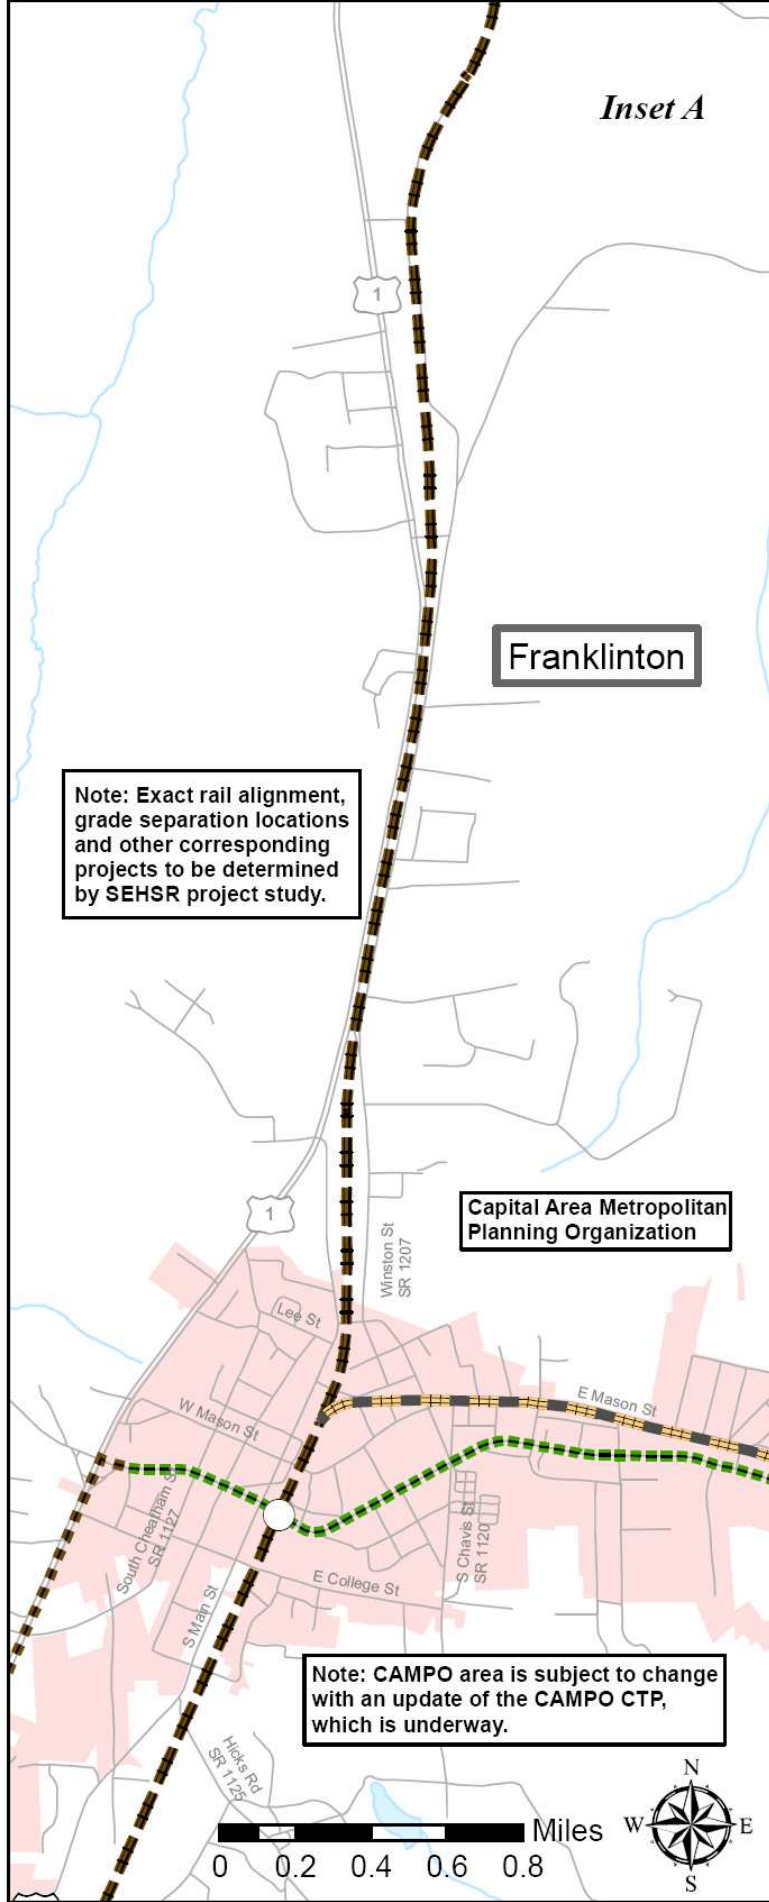 Inset A
1
Franklinton
Note: Exact rail alignment,
grade separation locations
and other corresponding
projects to be determined
by SEHSR project study.
1
Capital Area Metropolitan
Planning Organization
Winston St
SR 1207
Lee St
E Mason St
W Mason St
South Cheatham St
SR 1127
S Chavis St
SR 1120
E College St
S Main St
Note: CAMPO area is subject to change
with an update of the CAMPO CTP,
which is underway.
Hicks Rd
SR 1125
N
W E
S
Miles
0 0.2 0.4 0.6 0.8